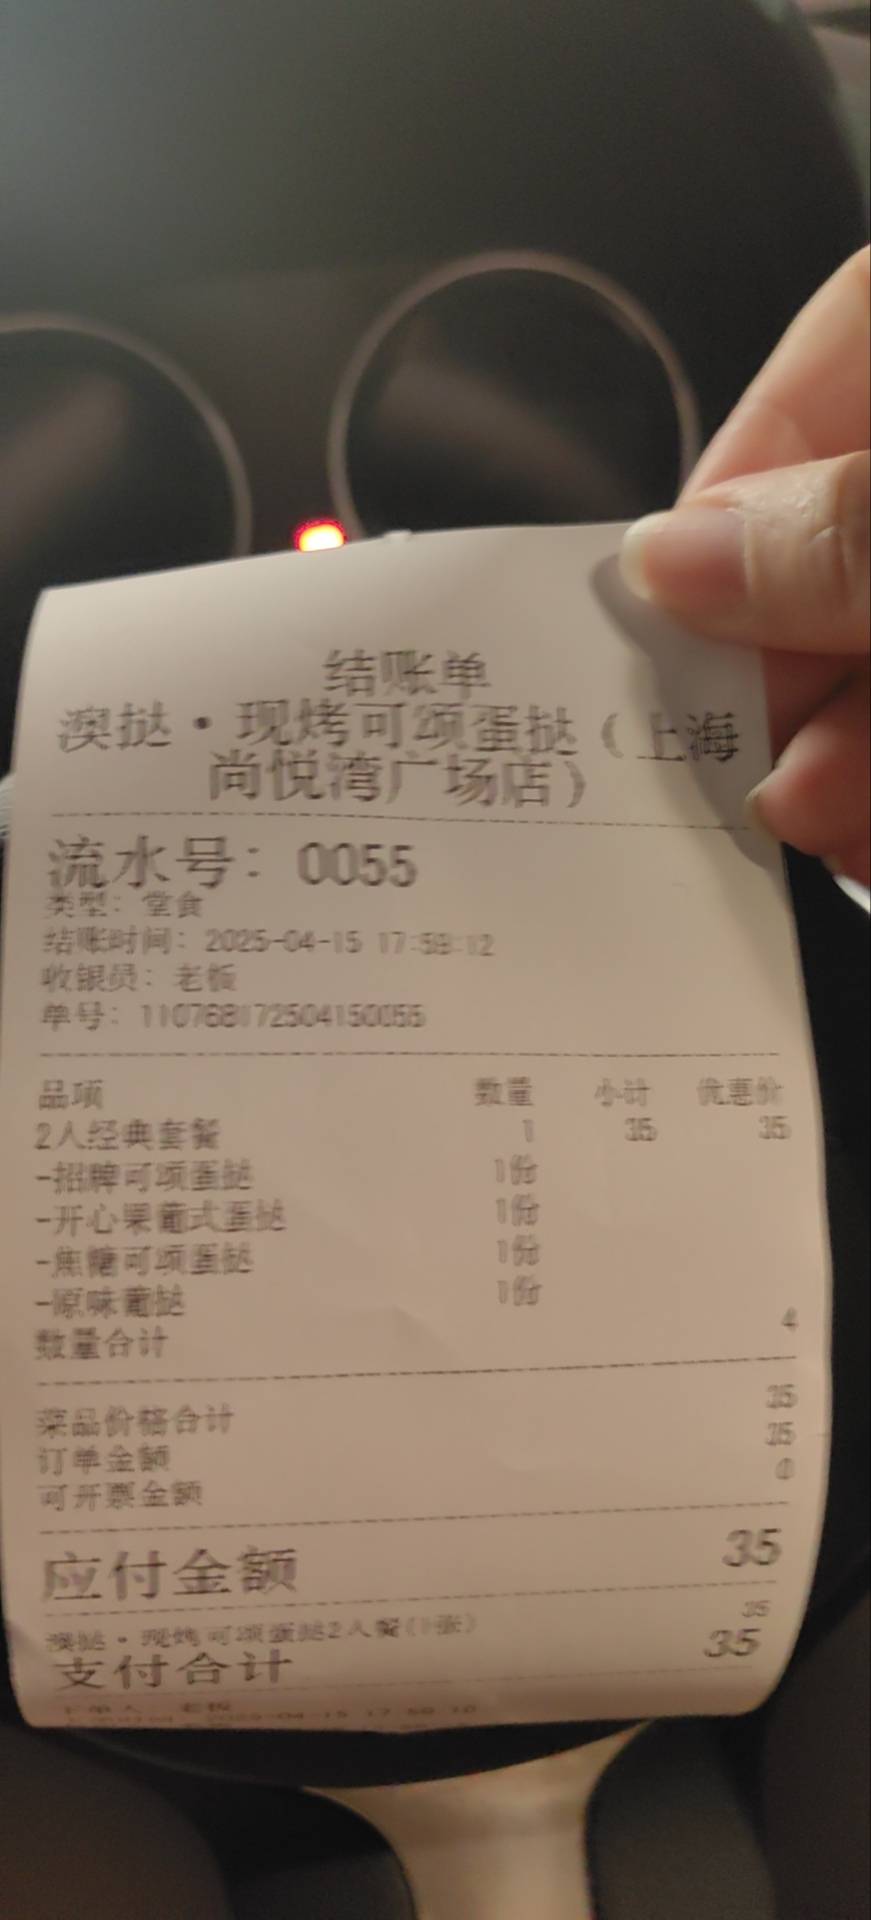 结账单
澳挞·现烤可颂蛋挞(上海
尚悦湾广场店)
流水号: 0055
类型: 堂食
结账时间: 2025-04-15 17:59:12
收银员: 老板
单号: 110768172504150055
品项 数量 小计 优惠价
2人经典套餐 1 35 35
-招牌可颂蛋挞 1份
-开心果葡式蛋挞 1份
-焦糖可颂蛋挞 1份
-原味葡挞 1份
数量合计 4
菜品价格合计 35
订单金额 35
可开票金额 0
应付金额 35
澳挞·现烤可颂蛋挞2人餐(1张) 35
支付合计 35
下单人 老板